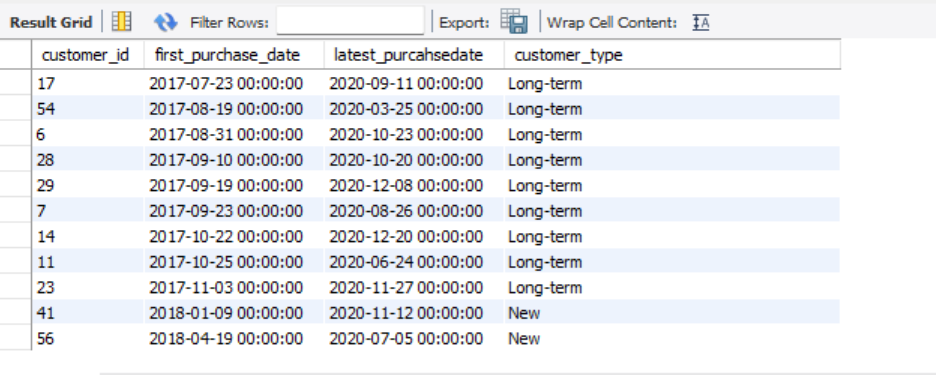 Result Grid Filter Rows: Export: Wrap Cell Content: IA
customer_id first_purchase_date latest_purcahsedate customer_type
17 2017-07-23 00:00:00 2020-09-11 00:00:00 Long-term
54 2017-08-19 00:00:00 2020-03-25 00:00:00 Long-term
6 2017-08-31 00:00:00 2020-10-23 00:00:00 Long-term
28 2017-09-10 00:00:00 2020-10-20 00:00:00 Long-term
29 2017-09-19 00:00:00 2020-12-08 00:00:00 Long-term
7 2017-09-23 00:00:00 2020-08-26 00:00:00 Long-term
14 2017-10-22 00:00:00 2020-12-20 00:00:00 Long-term
11 2017-10-25 00:00:00 2020-06-24 00:00:00 Long-term
23 2017-11-03 00:00:00 2020-11-27 00:00:00 Long-term
41 2018-01-09 00:00:00 2020-11-12 00:00:00 New
56 2018-04-19 00:00:00 2020-07-05 00:00:00 New